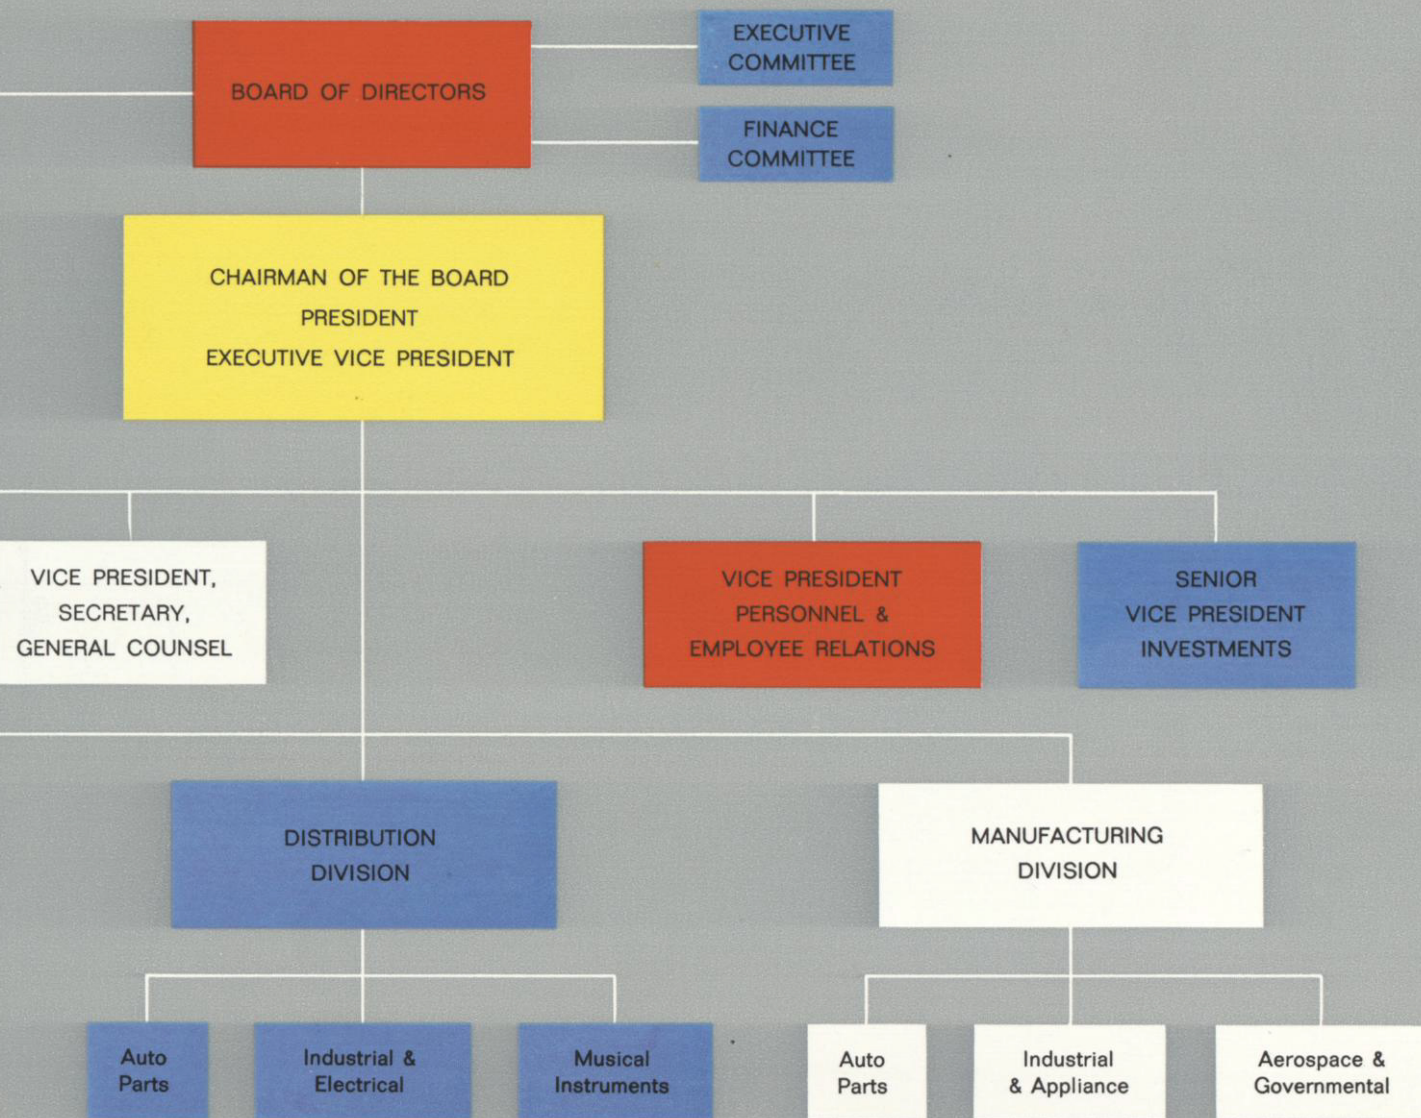 BOARD OF DIRECTORS
EXECUTIVE
COMMITTEE
FINANCE
COMMITTEE
CHAIRMAN OF THE BOARD
PRESIDENT
EXECUTIVE VICE PRESIDENT
VICE PRESIDENT,
SECRETARY,
GENERAL COUNSEL
VICE PRESIDENT
PERSONNEL &
EMPLOYEE RELATIONS
SENIOR
VICE PRESIDENT
INVESTMENTS
DISTRIBUTION
DIVISION
MANUFACTURING
DIVISION
Auto
Parts
Industrial &
Electrical
Musical
Instruments
Auto
Parts
Industrial
& Appliance
Aerospace &
Governmental